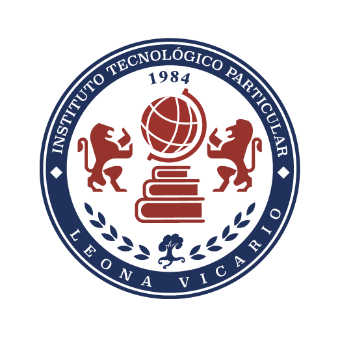 INSTITUTO TECNOLÓGICO PARTICULAR
1984
LEONA VICARIO